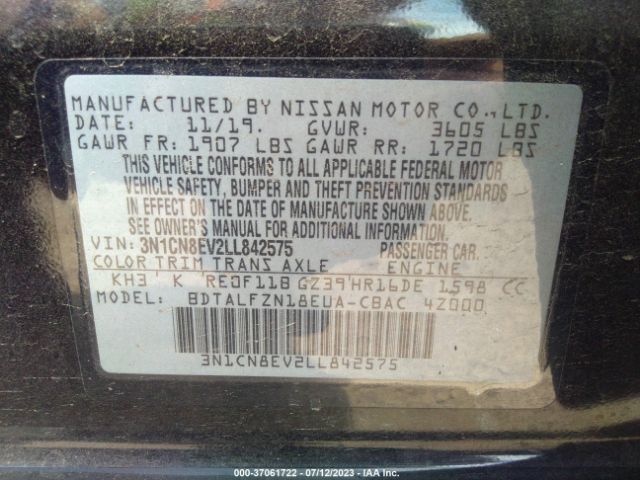 MANUFACTURED BY NISSAN MOTOR CO., LTD.
DATE: 11/19. GVWR: 3605 LBS
GAWR FR: 1907 LBS GAWR RR: 1720 LBS
THIS VEHICLE CONFORMS TO ALL APPLICABLE FEDERAL MOTOR
VEHICLE SAFETY, BUMPER AND THEFT PREVENTION STANDARDS
IN EFFECT ON THE DATE OF MANUFACTURE SHOWN ABOVE.
SEE OWNER'S MANUAL FOR ADDITIONAL INFORMATION.
VIN: 3N1CN8EV2LL842575 PASSENGER CAR.
COLOR TRIM TRANS AXLE ENGINE
KH3 K RE0F11B GZ39 HR16DE 1598 CC
MODEL: BDTALFZN18EUA-CBAC 4Z000
3N1CN8EV2LL842575
000-37061722 - 07/12/2023 - IAA Inc.